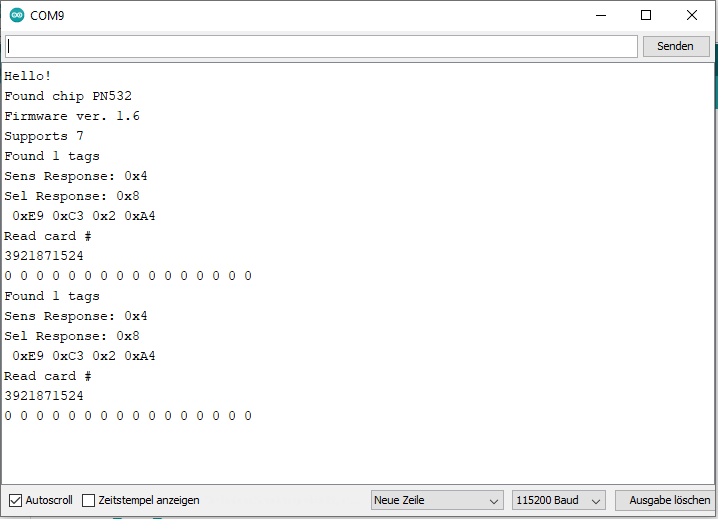 COM9
Senden
Hello!
Found chip PN532
Firmware ver. 1.6
Supports 7
Found 1 tags
Sens Response: 0x4
Sel Response: 0x8
0xE9 0xC3 0x2 0xA4
Read card #
3921871524
0 0 0 0 0 0 0 0 0 0 0 0 0 0 0 0
Found 1 tags
Sens Response: 0x4
Sel Response: 0x8
0xE9 0xC3 0x2 0xA4
Read card #
3921871524
0 0 0 0 0 0 0 0 0 0 0 0 0 0 0 0
Autoscroll Zeitstempel anzeigen Neue Zeile 115200 Baud Ausgabe löschen